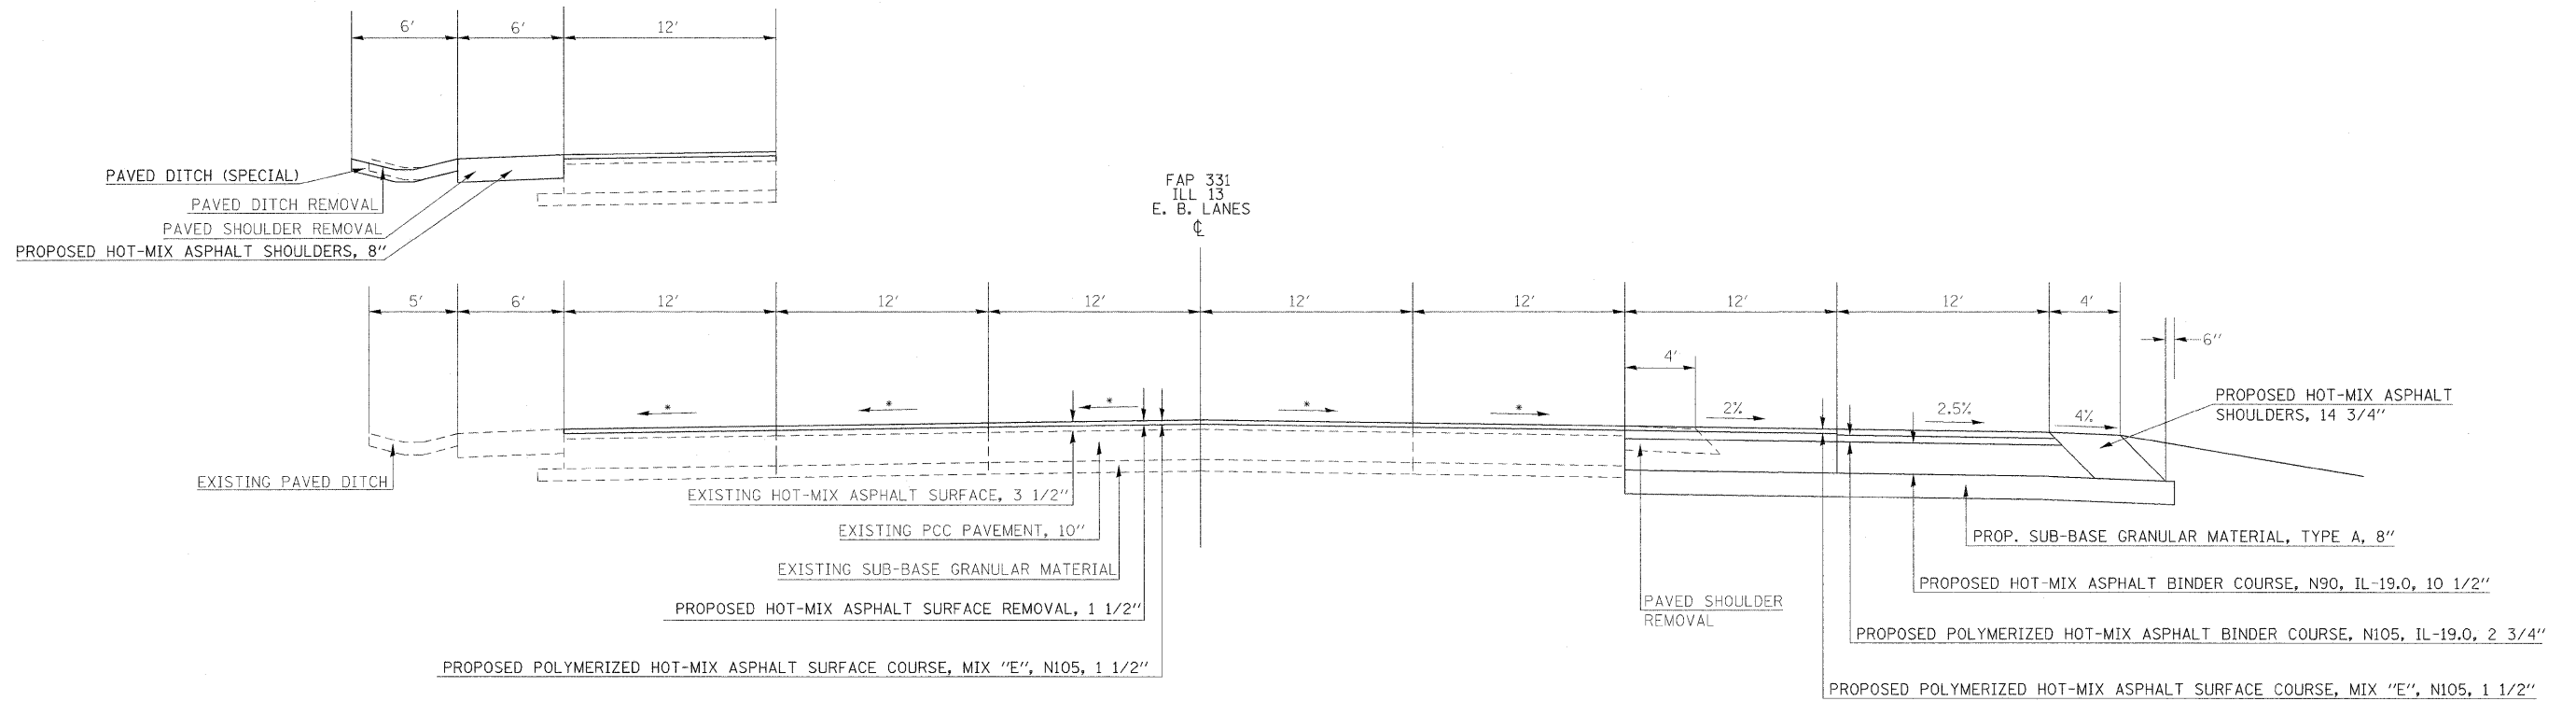 6' 6' 12'
PAVED DITCH (SPECIAL)
PAVED DITCH REMOVAL
PAVED SHOULDER REMOVAL
PROPOSED HOT-MIX ASPHALT SHOULDERS, 8"
FAP 331
ILL 13
E. B. LANES
℄
5' 6' 12' 12' 12' 12' 12' 12' 12' 4'
6"
4'
* * * * * 2% 2.5% 4%
PROPOSED HOT-MIX ASPHALT
SHOULDERS, 14 3/4"
EXISTING PAVED DITCH
EXISTING HOT-MIX ASPHALT SURFACE, 3 1/2"
EXISTING PCC PAVEMENT, 10"
EXISTING SUB-BASE GRANULAR MATERIAL
PROPOSED HOT-MIX ASPHALT SURFACE REMOVAL, 1 1/2"
PROPOSED POLYMERIZED HOT-MIX ASPHALT SURFACE COURSE, MIX "E", N105, 1 1/2"
PAVED SHOULDER
REMOVAL
PROP. SUB-BASE GRANULAR MATERIAL, TYPE A, 8"
PROPOSED HOT-MIX ASPHALT BINDER COURSE, N90, IL-19.0, 10 1/2"
PROPOSED POLYMERIZED HOT-MIX ASPHALT BINDER COURSE, N105, IL-19.0, 2 3/4"
PROPOSED POLYMERIZED HOT-MIX ASPHALT SURFACE COURSE, MIX "E", N105, 1 1/2"